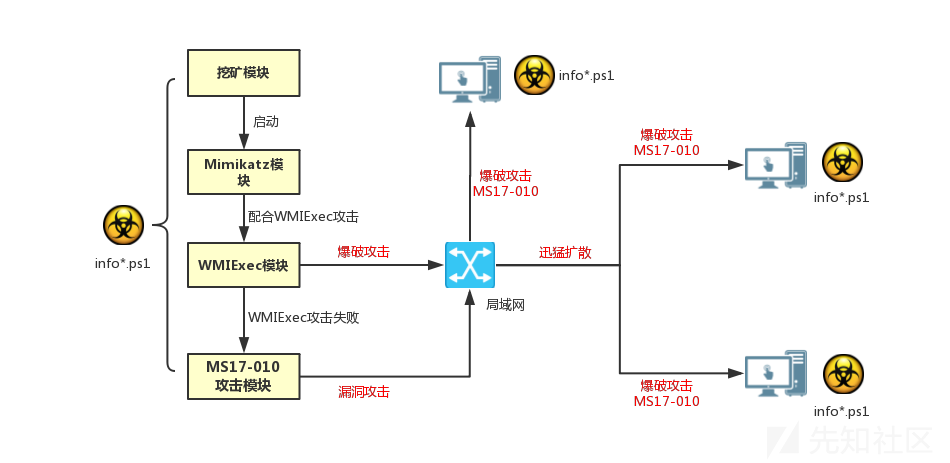 挖矿模块
启动
Mimikatz模
块
配合WMIExec攻击
WMIExec模块
WMIExec攻击失败
MS17-010
攻击模块
info*.ps1
爆破攻击
漏洞攻击
局域网
爆破攻击
MS17-010
info*.ps1
迅猛扩散
爆破攻击
MS17-010
info*.ps1
爆破攻击
MS17-010
info*.ps1
先知社区